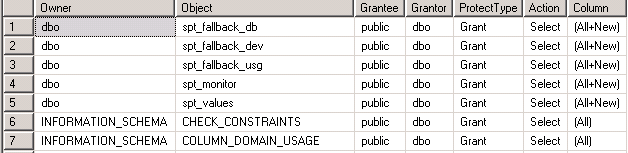 Owner Object Grantee Grantor ProtectType Action Column
1 dbo spt_fallback_db public dbo Grant Select (All+New)
2 dbo spt_fallback_dev public dbo Grant Select (All+New)
3 dbo spt_fallback_usg public dbo Grant Select (All+New)
4 dbo spt_monitor public dbo Grant Select (All+New)
5 dbo spt_values public dbo Grant Select (All+New)
6 INFORMATION_SCHEMA CHECK_CONSTRAINTS public dbo Grant Select (All)
7 INFORMATION_SCHEMA COLUMN_DOMAIN_USAGE public dbo Grant Select (All)